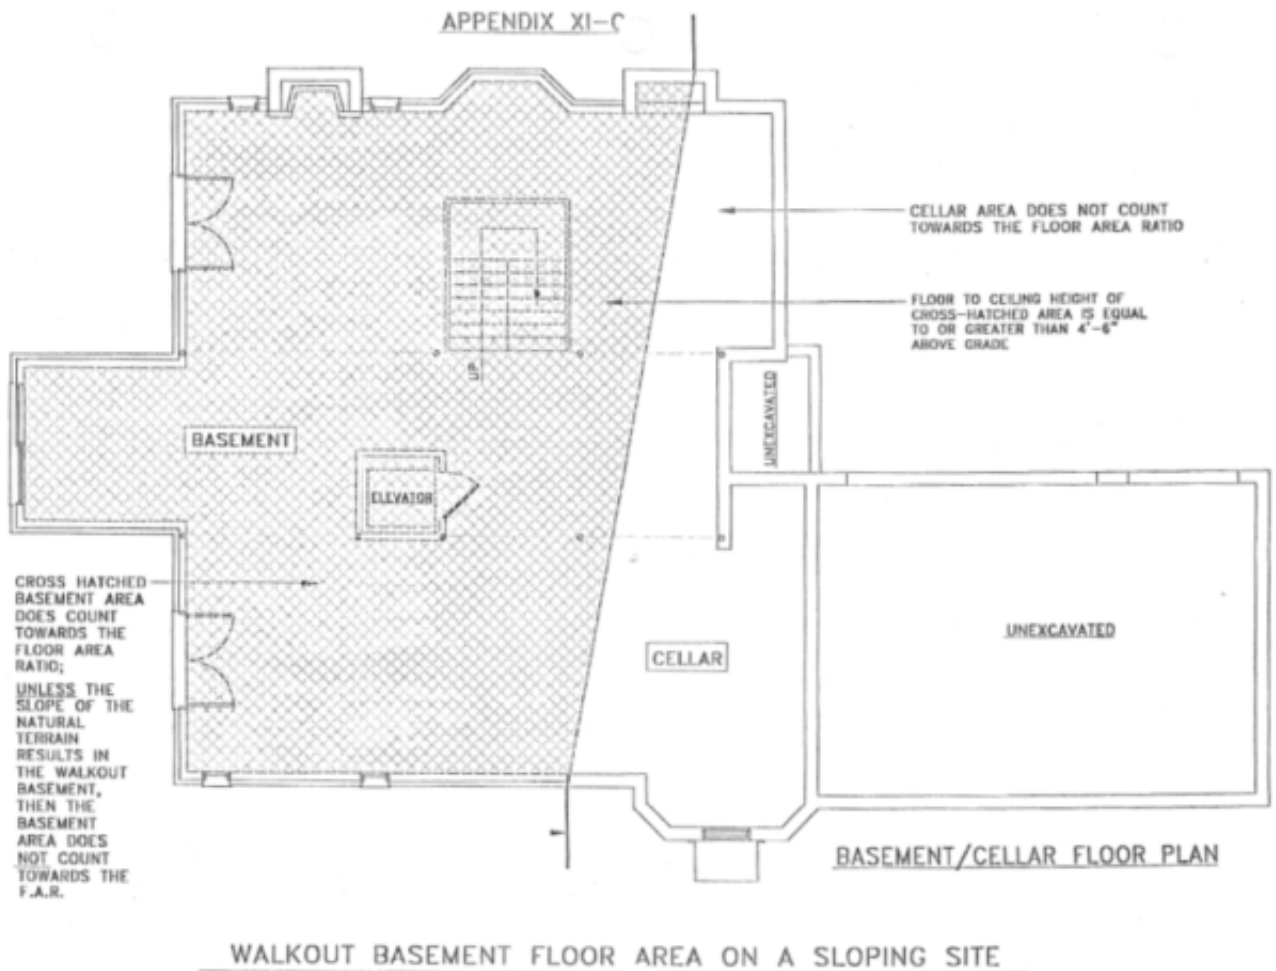 APPENDIX XI-C
CELLAR AREA DOES NOT COUNT
TOWARDS THE FLOOR AREA RATIO
FLOOR TO CEILING HEIGHT OF
CROSS-HATCHED AREA IS EQUAL
TO OR GREATER THAN 4'-6"
ABOVE GRADE
UP
UNEXCAVATED
BASEMENT
ELEVATOR
CROSS HATCHED
BASEMENT AREA
DOES COUNT
TOWARDS THE
FLOOR AREA
RATIO;
UNLESS THE
SLOPE OF THE
NATURAL
TERRAIN
RESULTS IN
THE WALKOUT
BASEMENT,
THEN THE
BASEMENT
AREA DOES
NOT COUNT
TOWARDS THE
F.A.R.
CELLAR
UNEXCAVATED
BASEMENT/CELLAR FLOOR PLAN
WALKOUT BASEMENT FLOOR AREA ON A SLOPING SITE